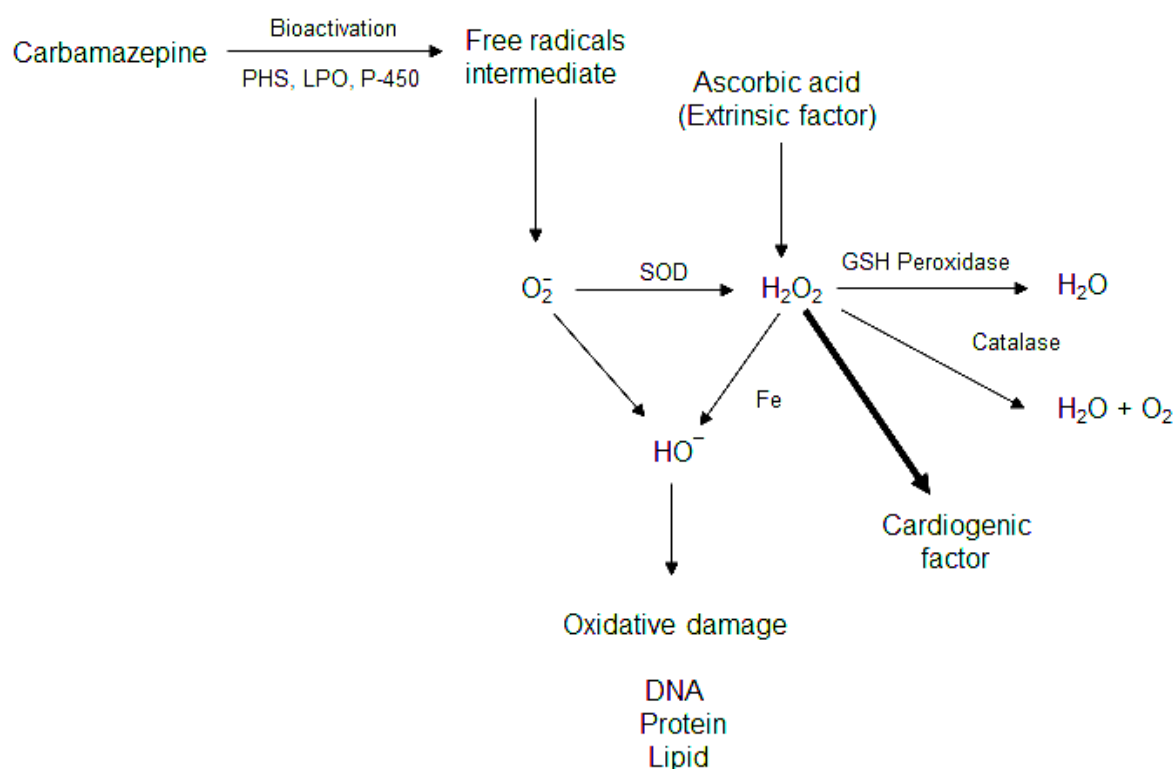 Carbamazepine
Bioactivation
PHS, LPO, P-450
Free radicals
intermediate
Ascorbic acid
(Extrinsic factor)
O₂⁻
SOD
H₂O₂
GSH Peroxidase
H₂O
Catalase
H₂O + O₂
Fe
HO⁻
Cardiogenic
factor
Oxidative damage
DNA
Protein
Lipid